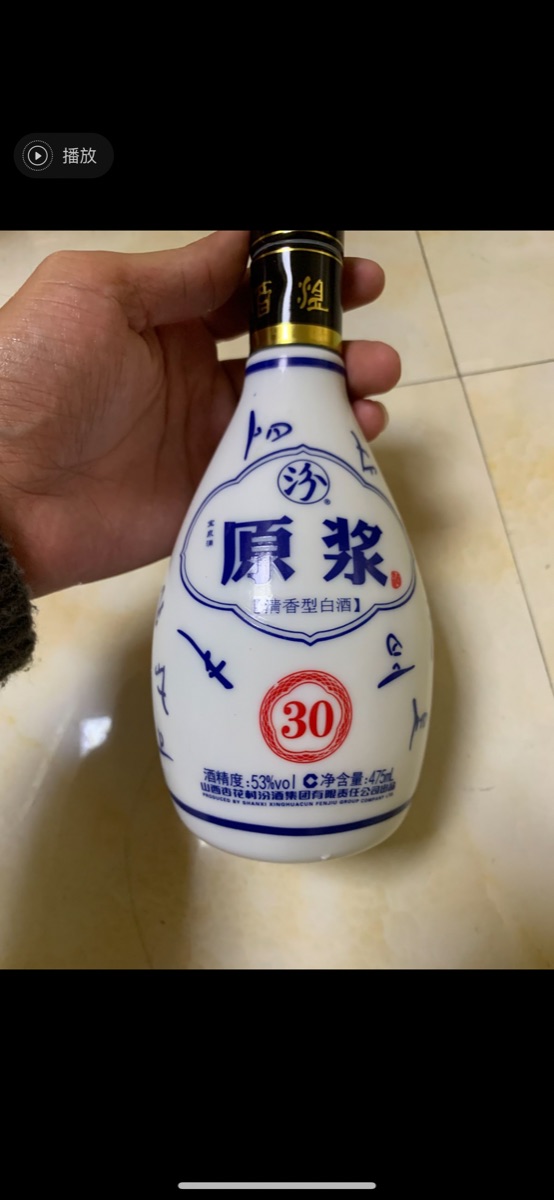 播放
煌
汾®
原浆
【清香型白酒】
30
酒精度:53%vol C净含量:475mL
山西杏花村汾酒集团有限责任公司出品
PRODUCED BY SHANXI XINGHUACUN FENJIU GROUP COMPANY LTD.